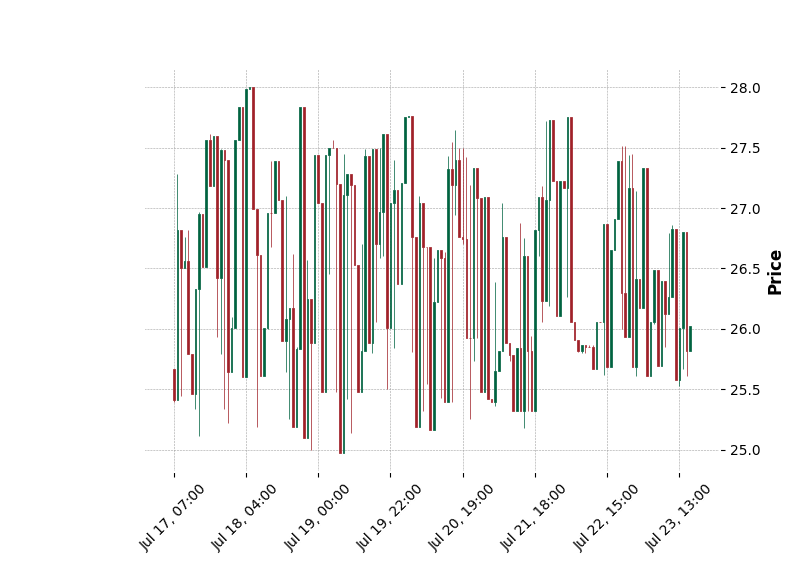 28.0
27.5
27.0
26.5
26.0
25.5
25.0
Price
Jul 17, 07:00
Jul 18, 04:00
Jul 19, 00:00
Jul 19, 22:00
Jul 20, 19:00
Jul 21, 18:00
Jul 22, 15:00
Jul 23, 13:00